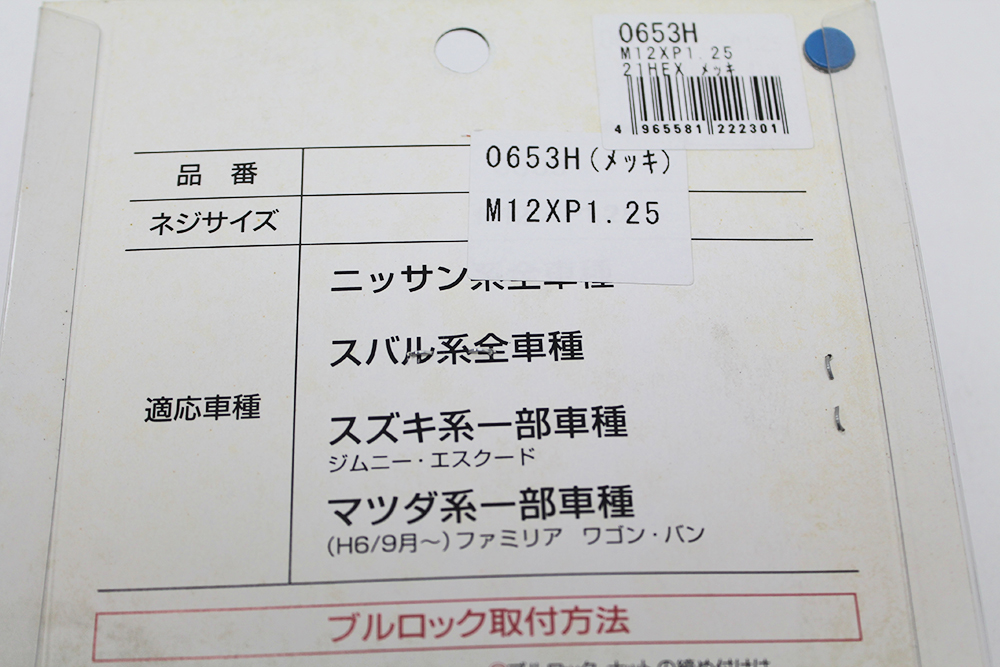 0653H
M12XP1.25
21HEX メッキ
4 965581 222301
品 番
0653H(メッキ)
ネジサイズ
M12XP1.25
ニッサン系全車種
スバル系全車種
適応車種
スズキ系一部車種
ジムニー・エスクード
マツダ系一部車種
(H6/9月〜)ファミリア ワゴン・バン
ブルロック取付方法